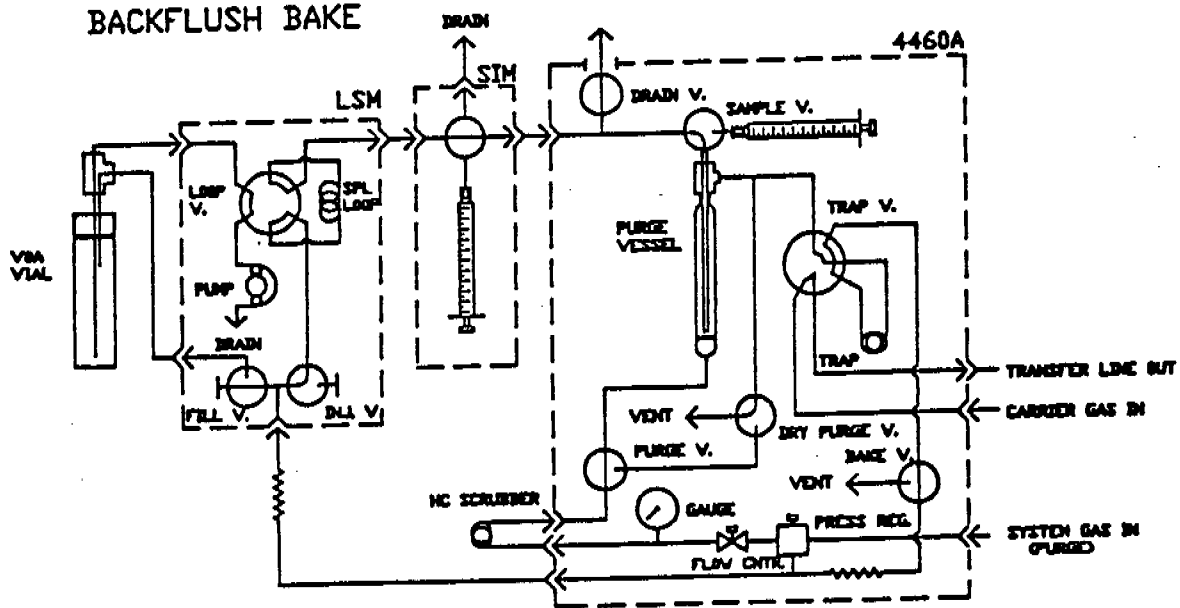 BACKFLUSH BAKE
DRAIN
SIM
LSM
4460A
DRAIN V.
SAMPLE V.
LOOP
V.
SPL
LOOP
VOA
VIAL
PUMP
DRAIN
FILL V.
INJ. V.
PURGE
VESSEL
TRAP V.
TRAP
TRANSFER LINE OUT
CARRIER GAS IN
VENT
DRY PURGE V.
PURGE V.
BAKE V.
VENT
HC SCRUBBER
GAUGE
PRESS REG.
FLOW CNTR.
SYSTEM GAS IN
(PURGE)